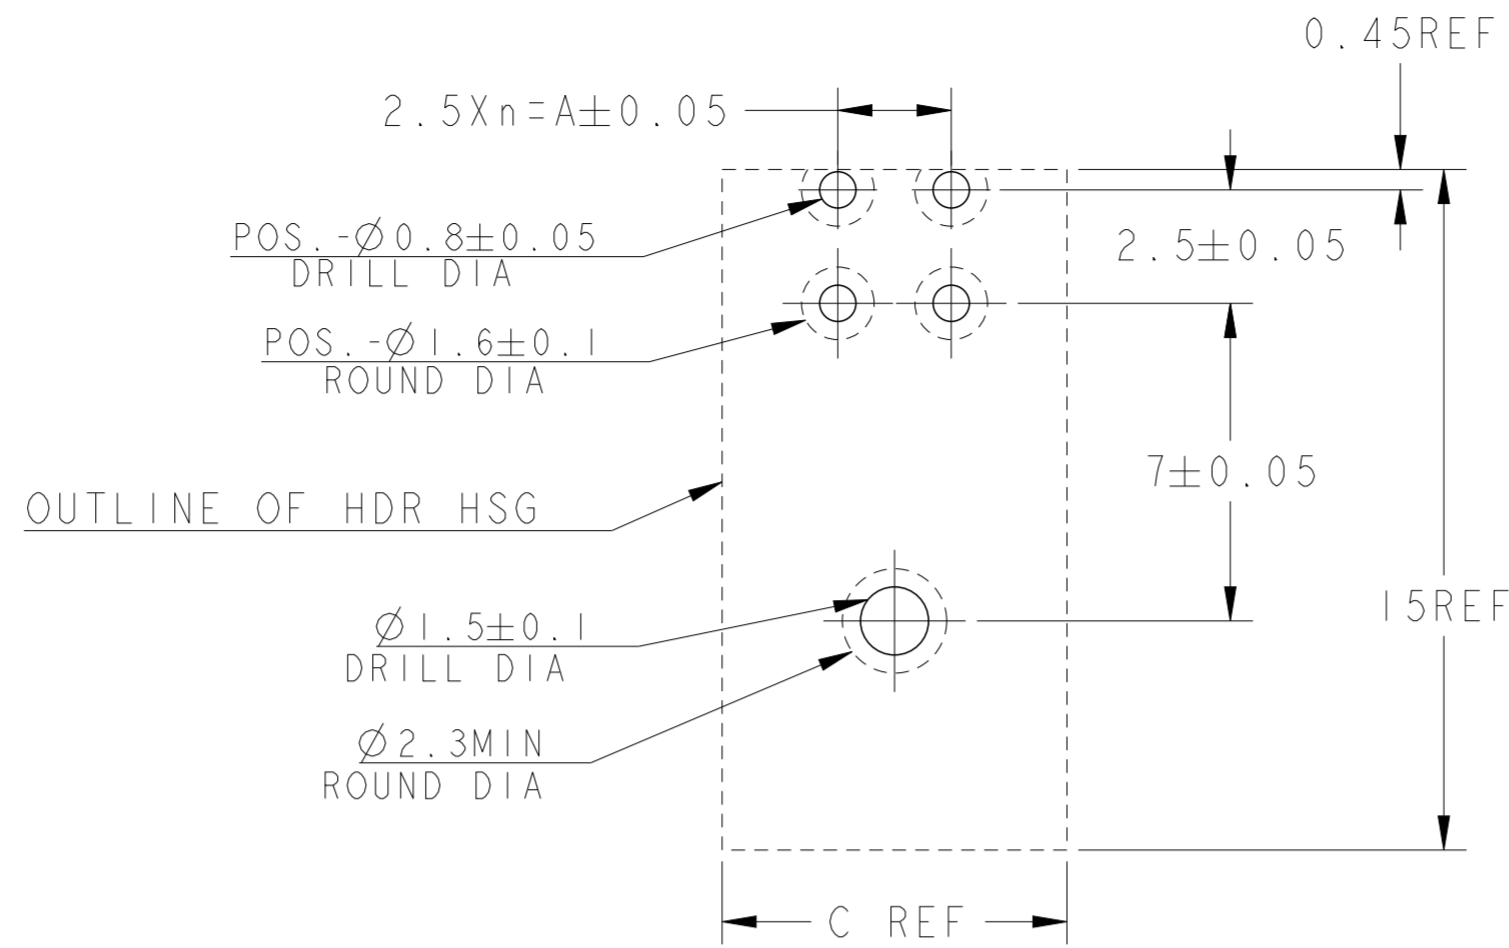 0.45REF
2.5Xn=A±0.05
POS.-Ø0.8±0.05
DRILL DIA
2.5±0.05
POS.-Ø1.6±0.1
ROUND DIA
7±0.05
OUTLINE OF HDR HSG
15REF
Ø1.5±0.1
DRILL DIA
Ø2.3MIN
ROUND DIA
C REF